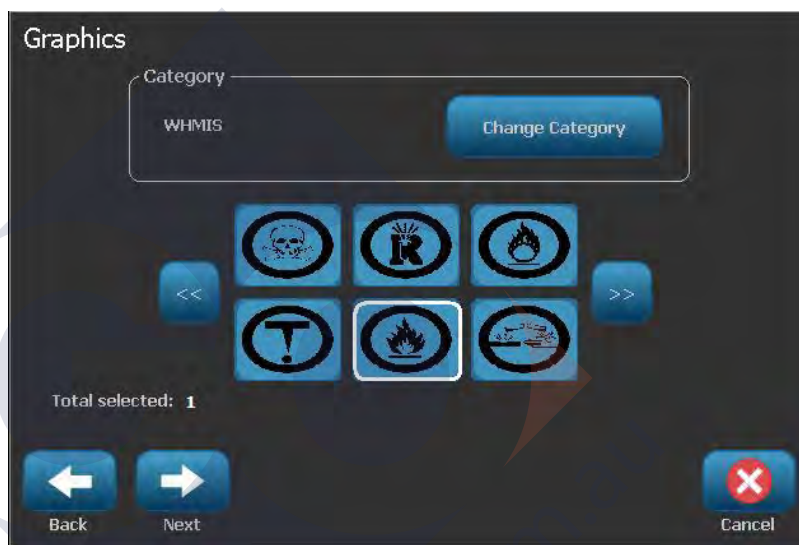 Graphics
Category
WHMIS
Change Category
R
<<
>>
T
Total selected: 1
Back
Next
Cancel